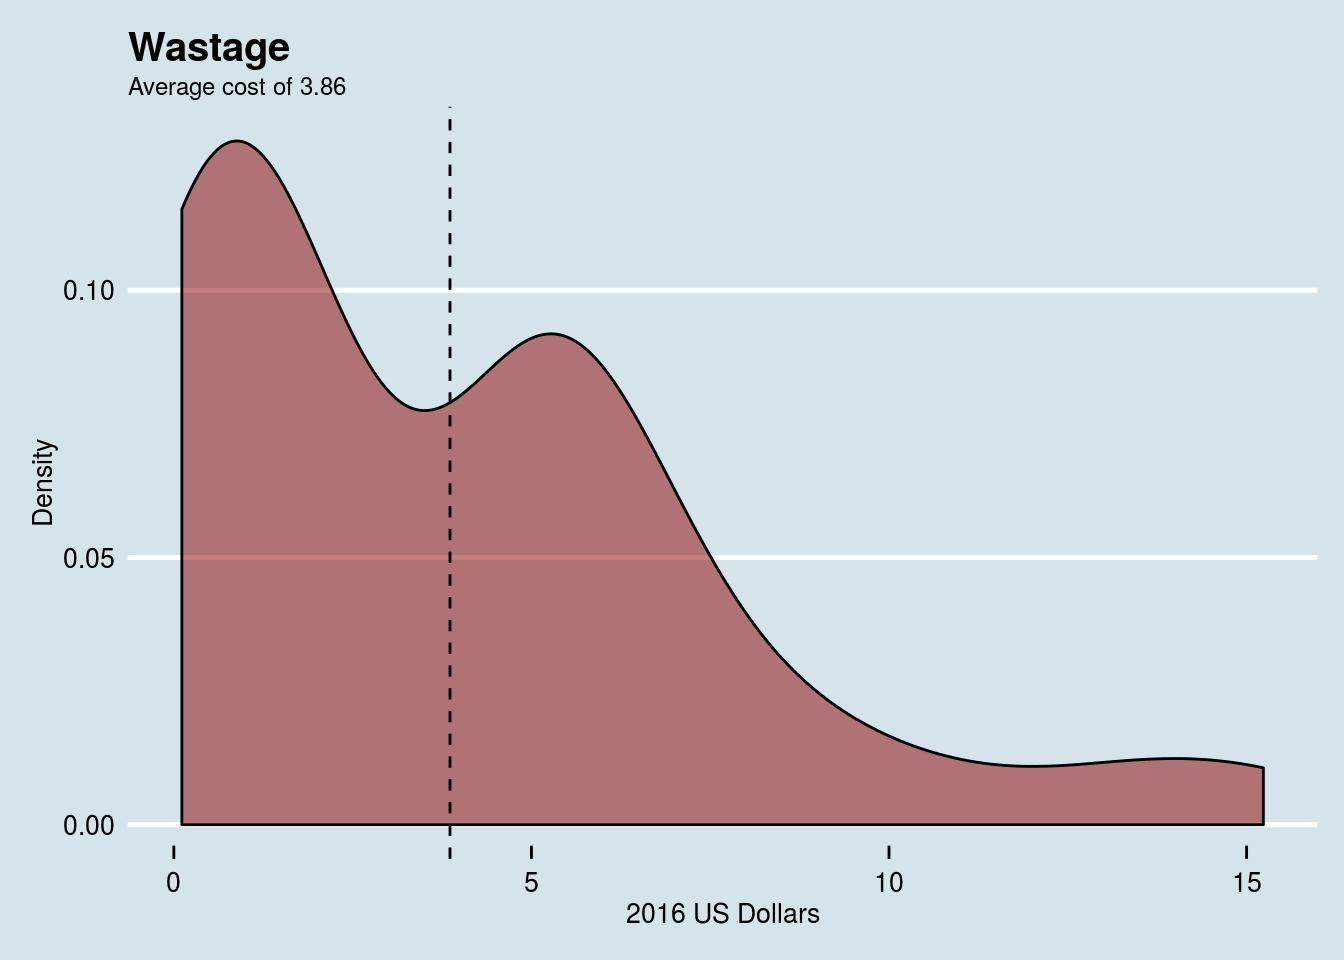 Wastage
Average cost of 3.86
Density
0.10
0.05
0.00
0 5 10 15
2016 US Dollars